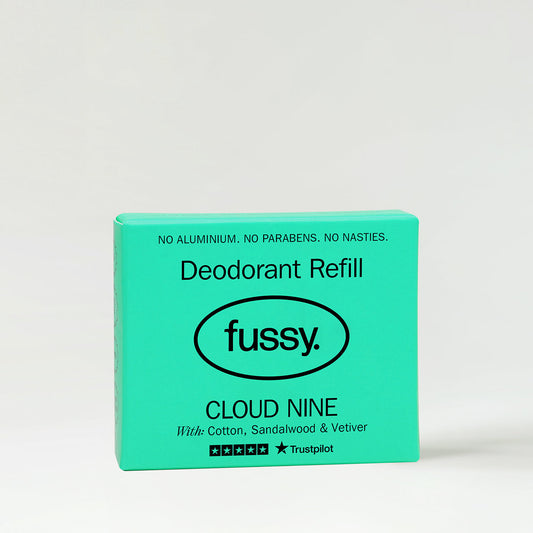 NO ALUMINIUM. NO PARABENS. NO NASTIES.
Deodorant Refill
fussy.
CLOUD NINE
With: Cotton, Sandalwood & Vetiver
Trustpilot